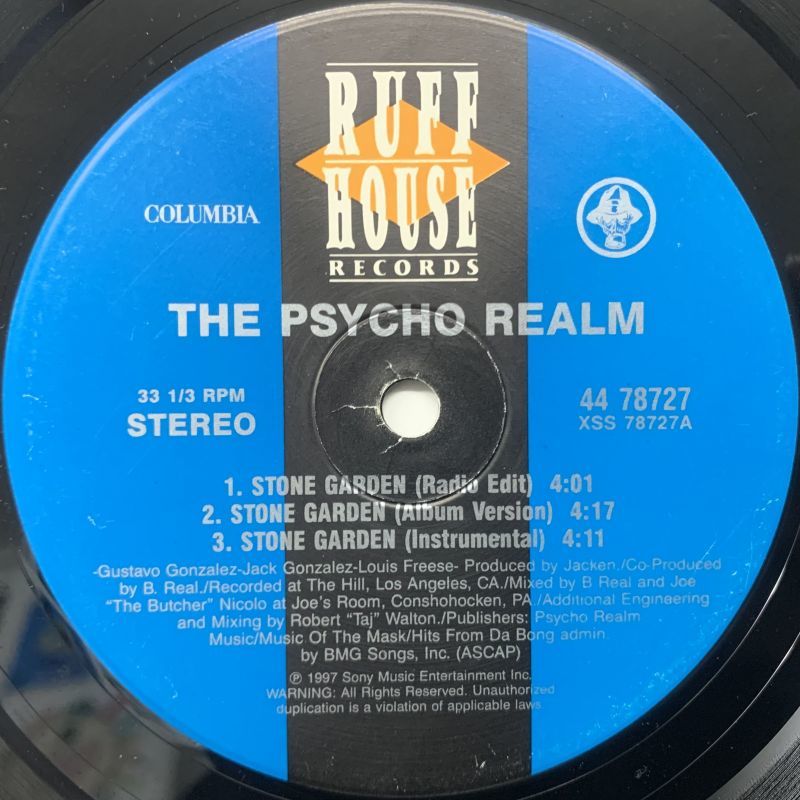 RUFF
HOUSE
RECORDS
COLUMBIA
THE PSYCHO REALM
33 1/3 RPM
STEREO
44 78727
XSS 78727A
1. STONE GARDEN (Radio Edit) 4:01
2. STONE GARDEN (Album Version) 4:17
3. STONE GARDEN (Instrumental) 4:11
-Gustavo Gonzalez-Jack Gonzalez-Louis Freese- Produced by Jacken./Co-Produced
by B. Real./Recorded at The Hill, Los Angeles, CA./Mixed by B Real and Joe
"The Butcher" Nicolo at Joe's Room, Conshohocken, PA./Additional Engineering
and Mixing by Robert "Taj" Walton./Publishers: Psycho Realm
Music/Music Of The Mask/Hits From Da Bong admin.
by BMG Songs, Inc. (ASCAP)
℗ 1997 Sony Music Entertainment Inc.
WARNING: All Rights Reserved. Unauthorized
duplication is a violation of applicable laws.